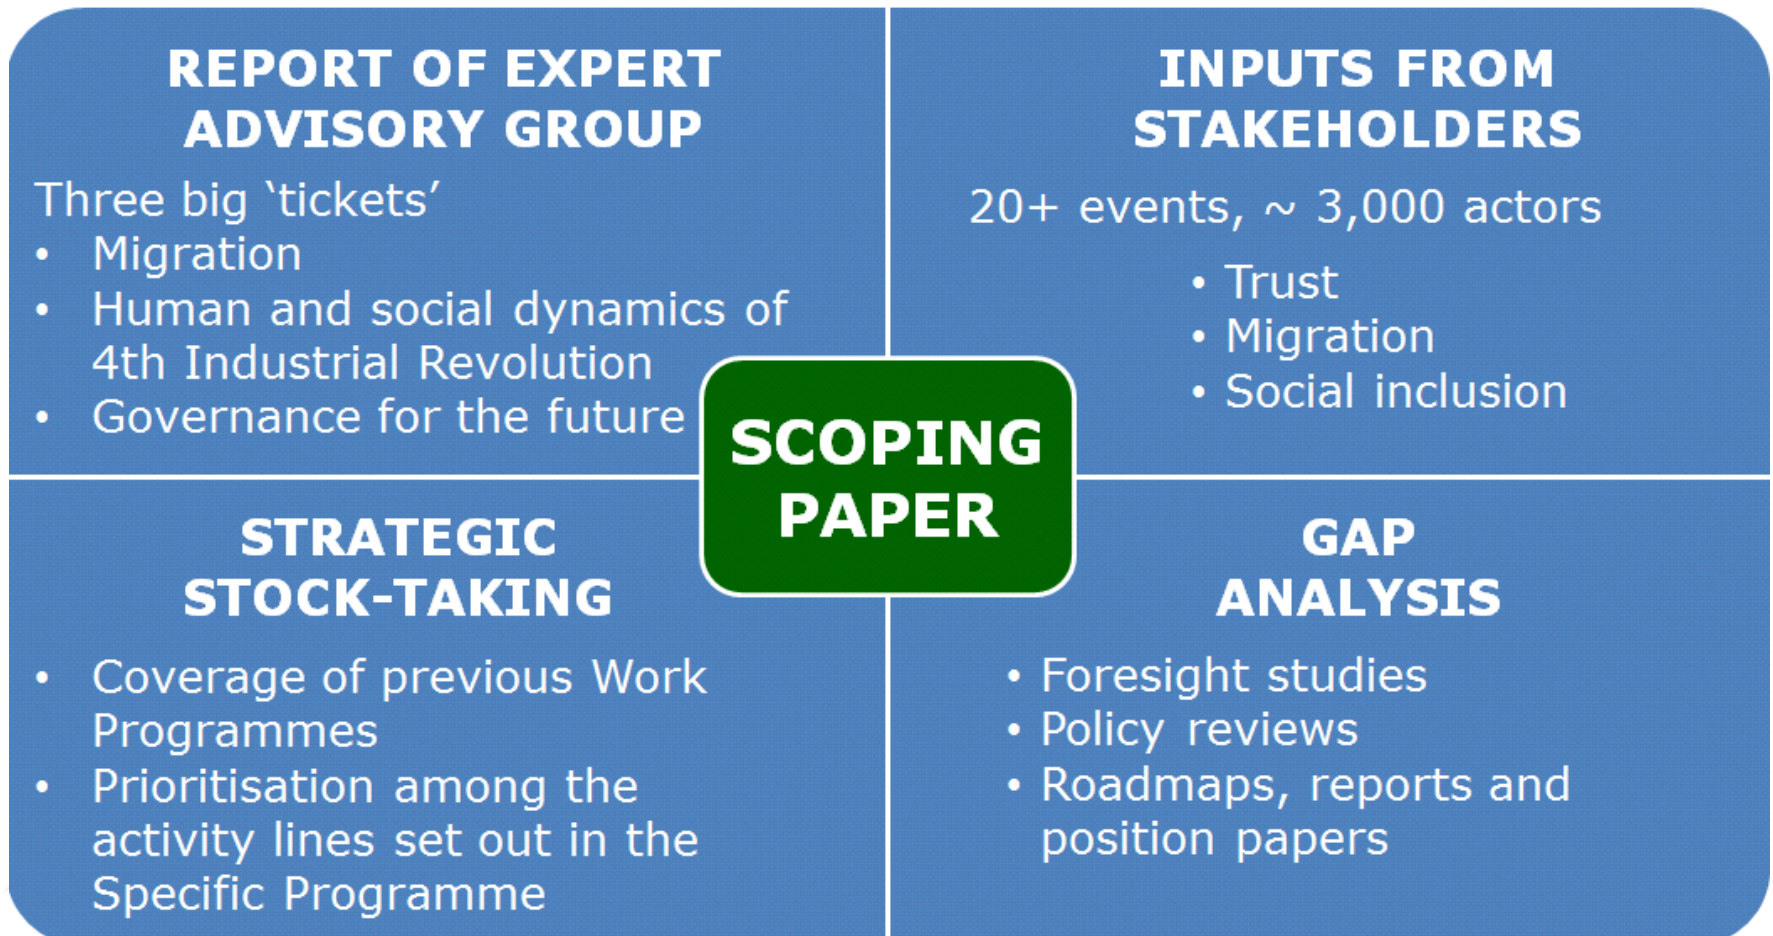 REPORT OF EXPERT
ADVISORY GROUP
Three big ‘tickets’
• Migration
• Human and social dynamics of
4th Industrial Revolution
• Governance for the future
INPUTS FROM
STAKEHOLDERS
20+ events, ~ 3,000 actors
• Trust
• Migration
• Social inclusion
SCOPING
PAPER
STRATEGIC
STOCK-TAKING
• Coverage of previous Work
Programmes
• Prioritisation among the
activity lines set out in the
Specific Programme
GAP
ANALYSIS
• Foresight studies
• Policy reviews
• Roadmaps, reports and
position papers